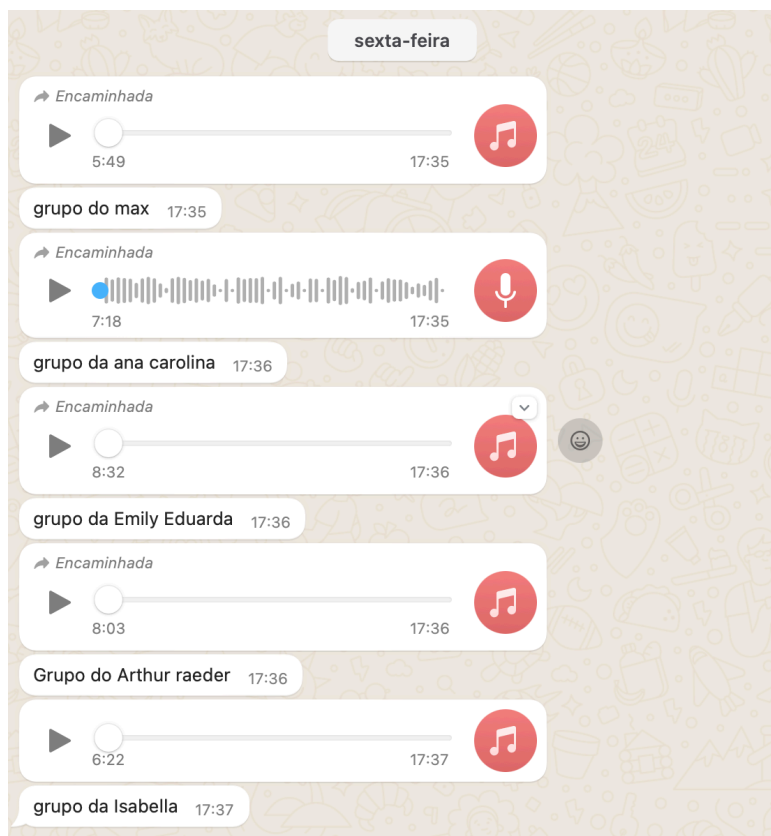 sexta-feira
Encaminhada
5:49 17:35
grupo do max 17:35
Encaminhada
7:18 17:35
grupo da ana carolina 17:36
Encaminhada
8:32 17:36
grupo da Emily Eduarda 17:36
Encaminhada
8:03 17:36
Grupo do Arthur raeder 17:36
6:22 17:37
grupo da Isabella 17:37